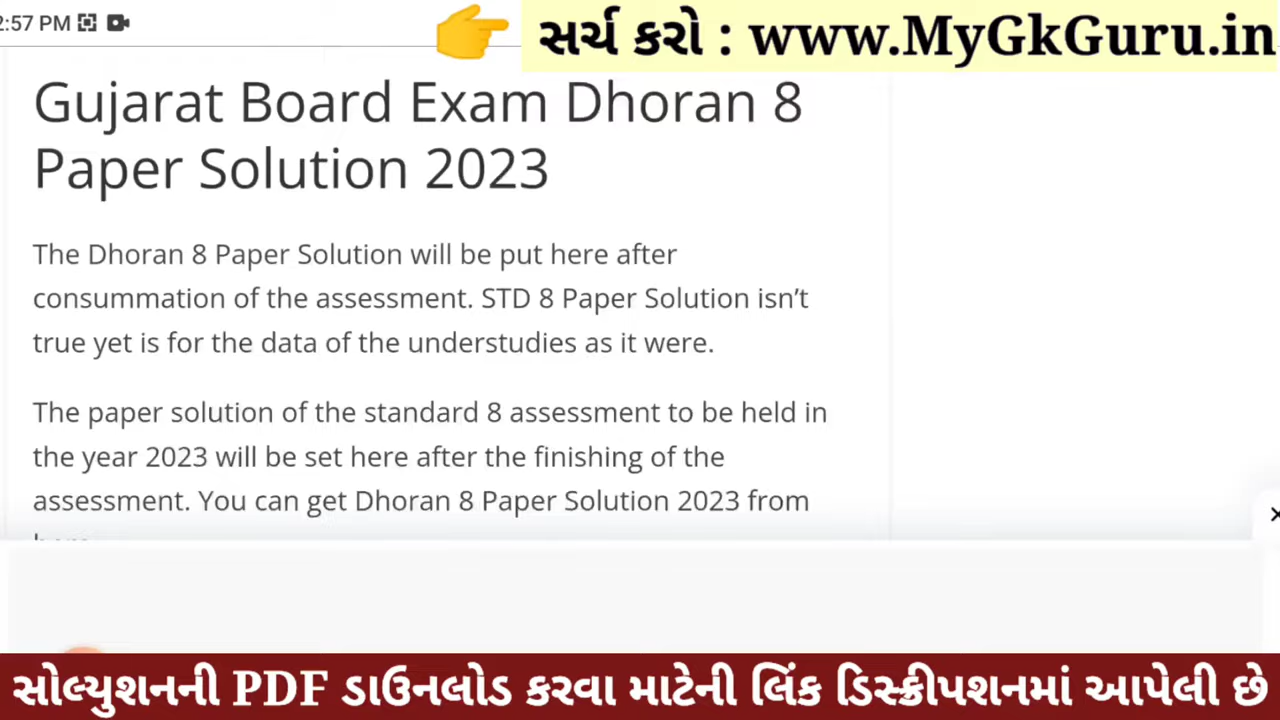 2:57 PM
સર્ચ કરો : www.MyGkGuru.in
Gujarat Board Exam Dhoran 8
Paper Solution 2023
The Dhoran 8 Paper Solution will be put here after
consummation of the assessment. STD 8 Paper Solution isn’t
true yet is for the data of the understudies as it were.
The paper solution of the standard 8 assessment to be held in
the year 2023 will be set here after the finishing of the
assessment. You can get Dhoran 8 Paper Solution 2023 from
સોલ્યુશનની PDF ડાઉનલોડ કરવા માટેની લિંક ડિસ્ક્રીપશનમાં આપેલી છે